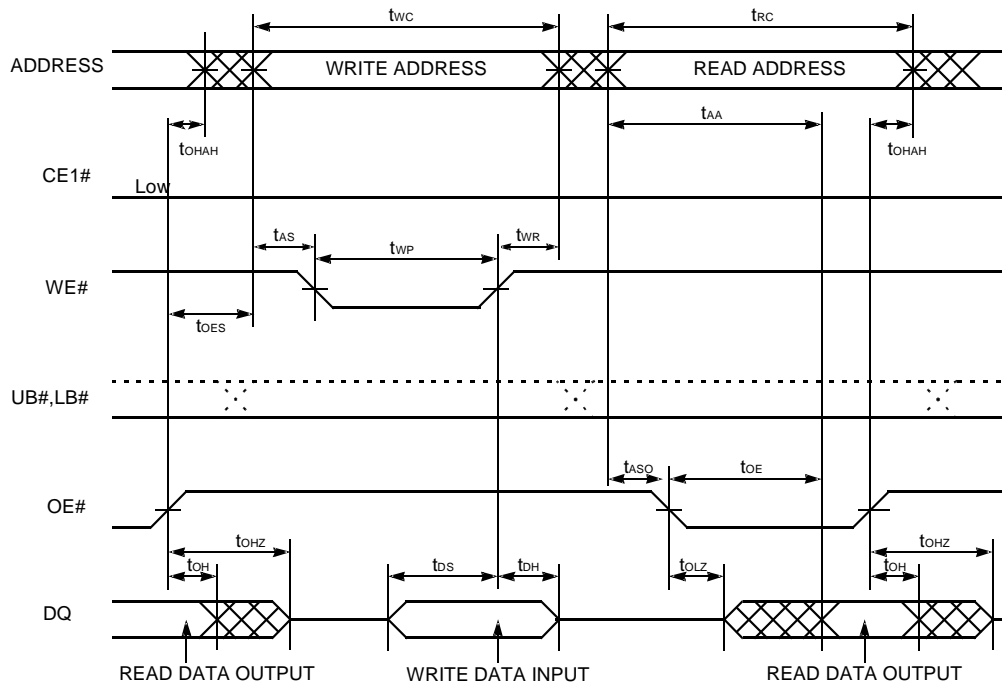 tWC
tRC
ADDRESS
WRITE ADDRESS
READ ADDRESS
tOHAH
tAA
tOHAH
CE1#
Low
tAS
tWP
tWR
WE#
tOES
UB#,LB#
tASO
tOE
OE#
tOHZ
tOHZ
tOH
tDS
tDH
tOLZ
tOH
DQ
READ DATA OUTPUT
WRITE DATA INPUT
READ DATA OUTPUT